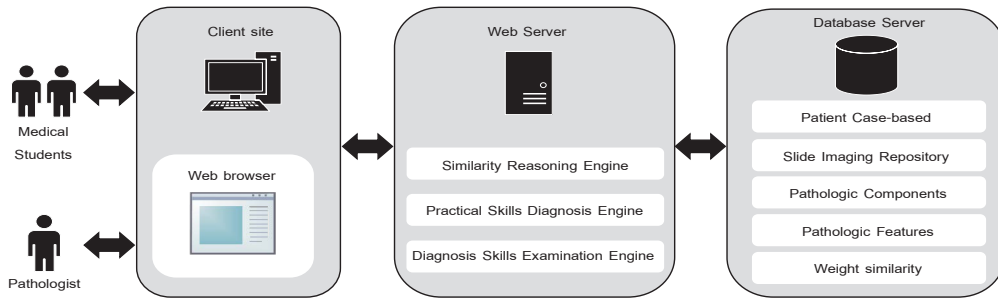 Medical
Students
Pathologist
Client site
Web browser
Web Server
Similarity Reasoning Engine
Practical Skills Diagnosis Engine
Diagnosis Skills Examination Engine
Database Server
Patient Case-based
Slide Imaging Repository
Pathologic Components
Pathologic Features
Weight similarity